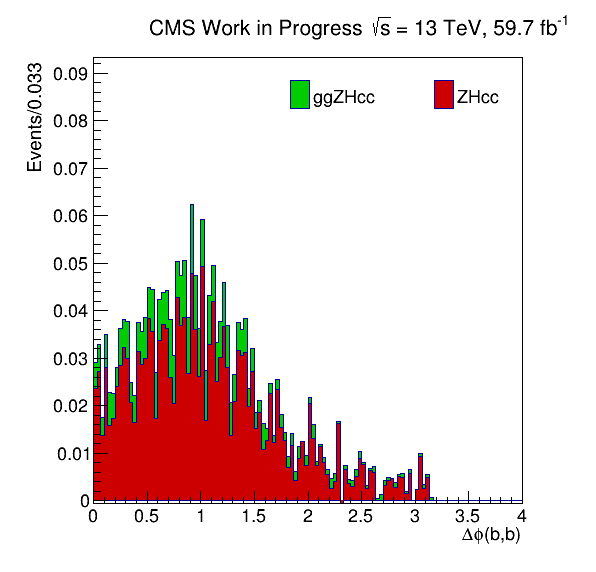 CMS Work in Progress √s = 13 TeV, 59.7 fb-1
Events/0.033
ggZHcc ZHcc
0.09
0.08
0.07
0.06
0.05
0.04
0.03
0.02
0.01
0
0 0.5 1 1.5 2 2.5 3 3.5 4
Δϕ(b,b)